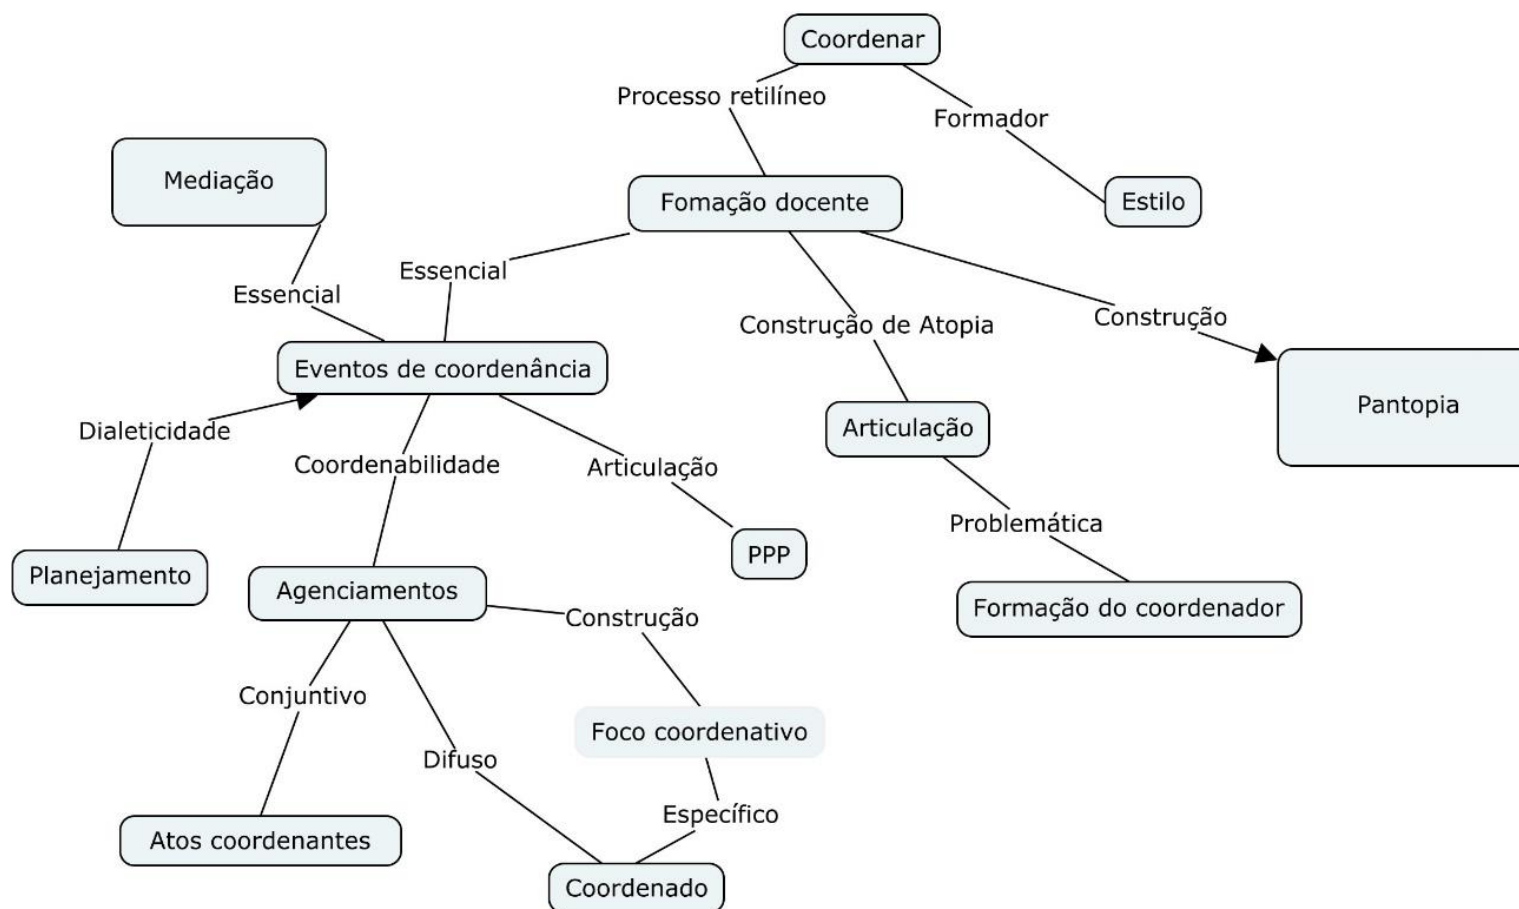 Coordenar
Processo retilíneo
Formador
Mediação
Fomação docente
Estilo
Essencial
Essencial
Construção de Atopia
Construção
Eventos de coordenância
Pantopia
Dialeticidade
Articulação
Coordenabilidade
Articulação
Problemática
PPP
Planejamento
Agenciamentos
Formação do coordenador
Construção
Conjuntivo
Foco coordenativo
Difuso
Específico
Atos coordenantes
Coordenado